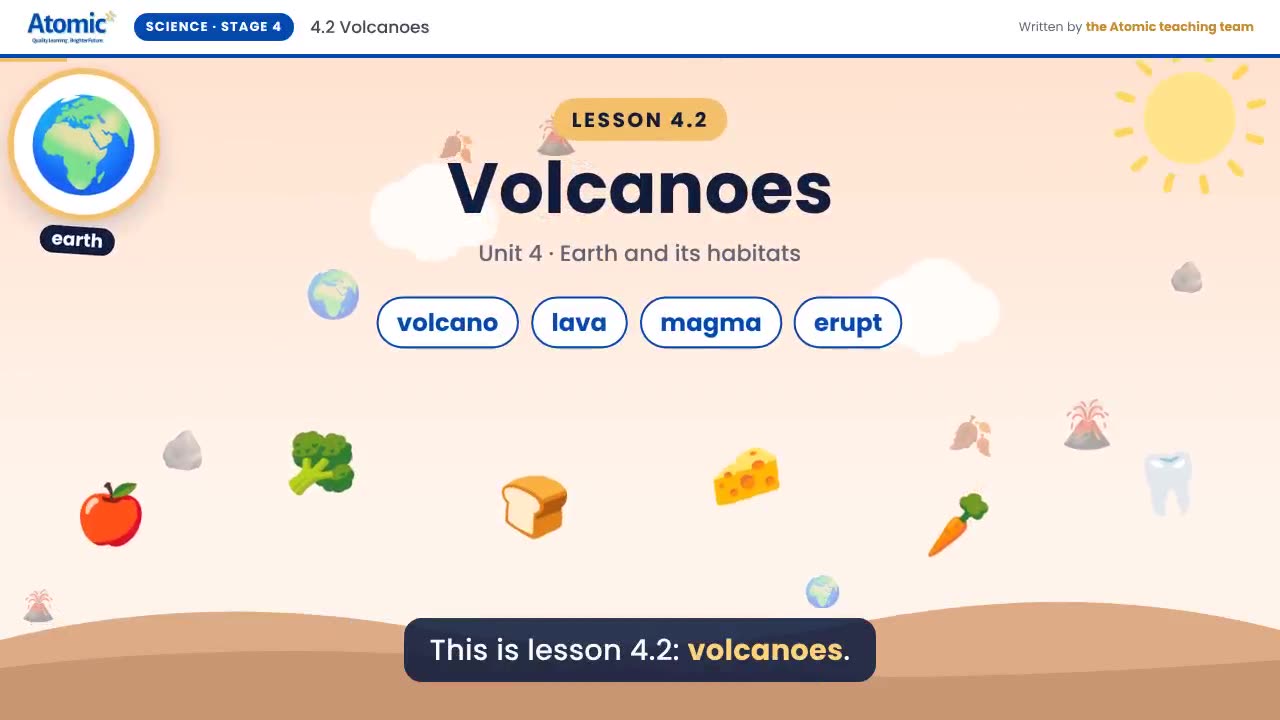 Atomic
Quality Learning · Brighter Future
SCIENCE · STAGE 4
4.2 Volcanoes
Written by the Atomic teaching team
earth
LESSON 4.2
Volcanoes
Unit 4 · Earth and its habitats
volcano
lava
magma
erupt
This is lesson 4.2: volcanoes.